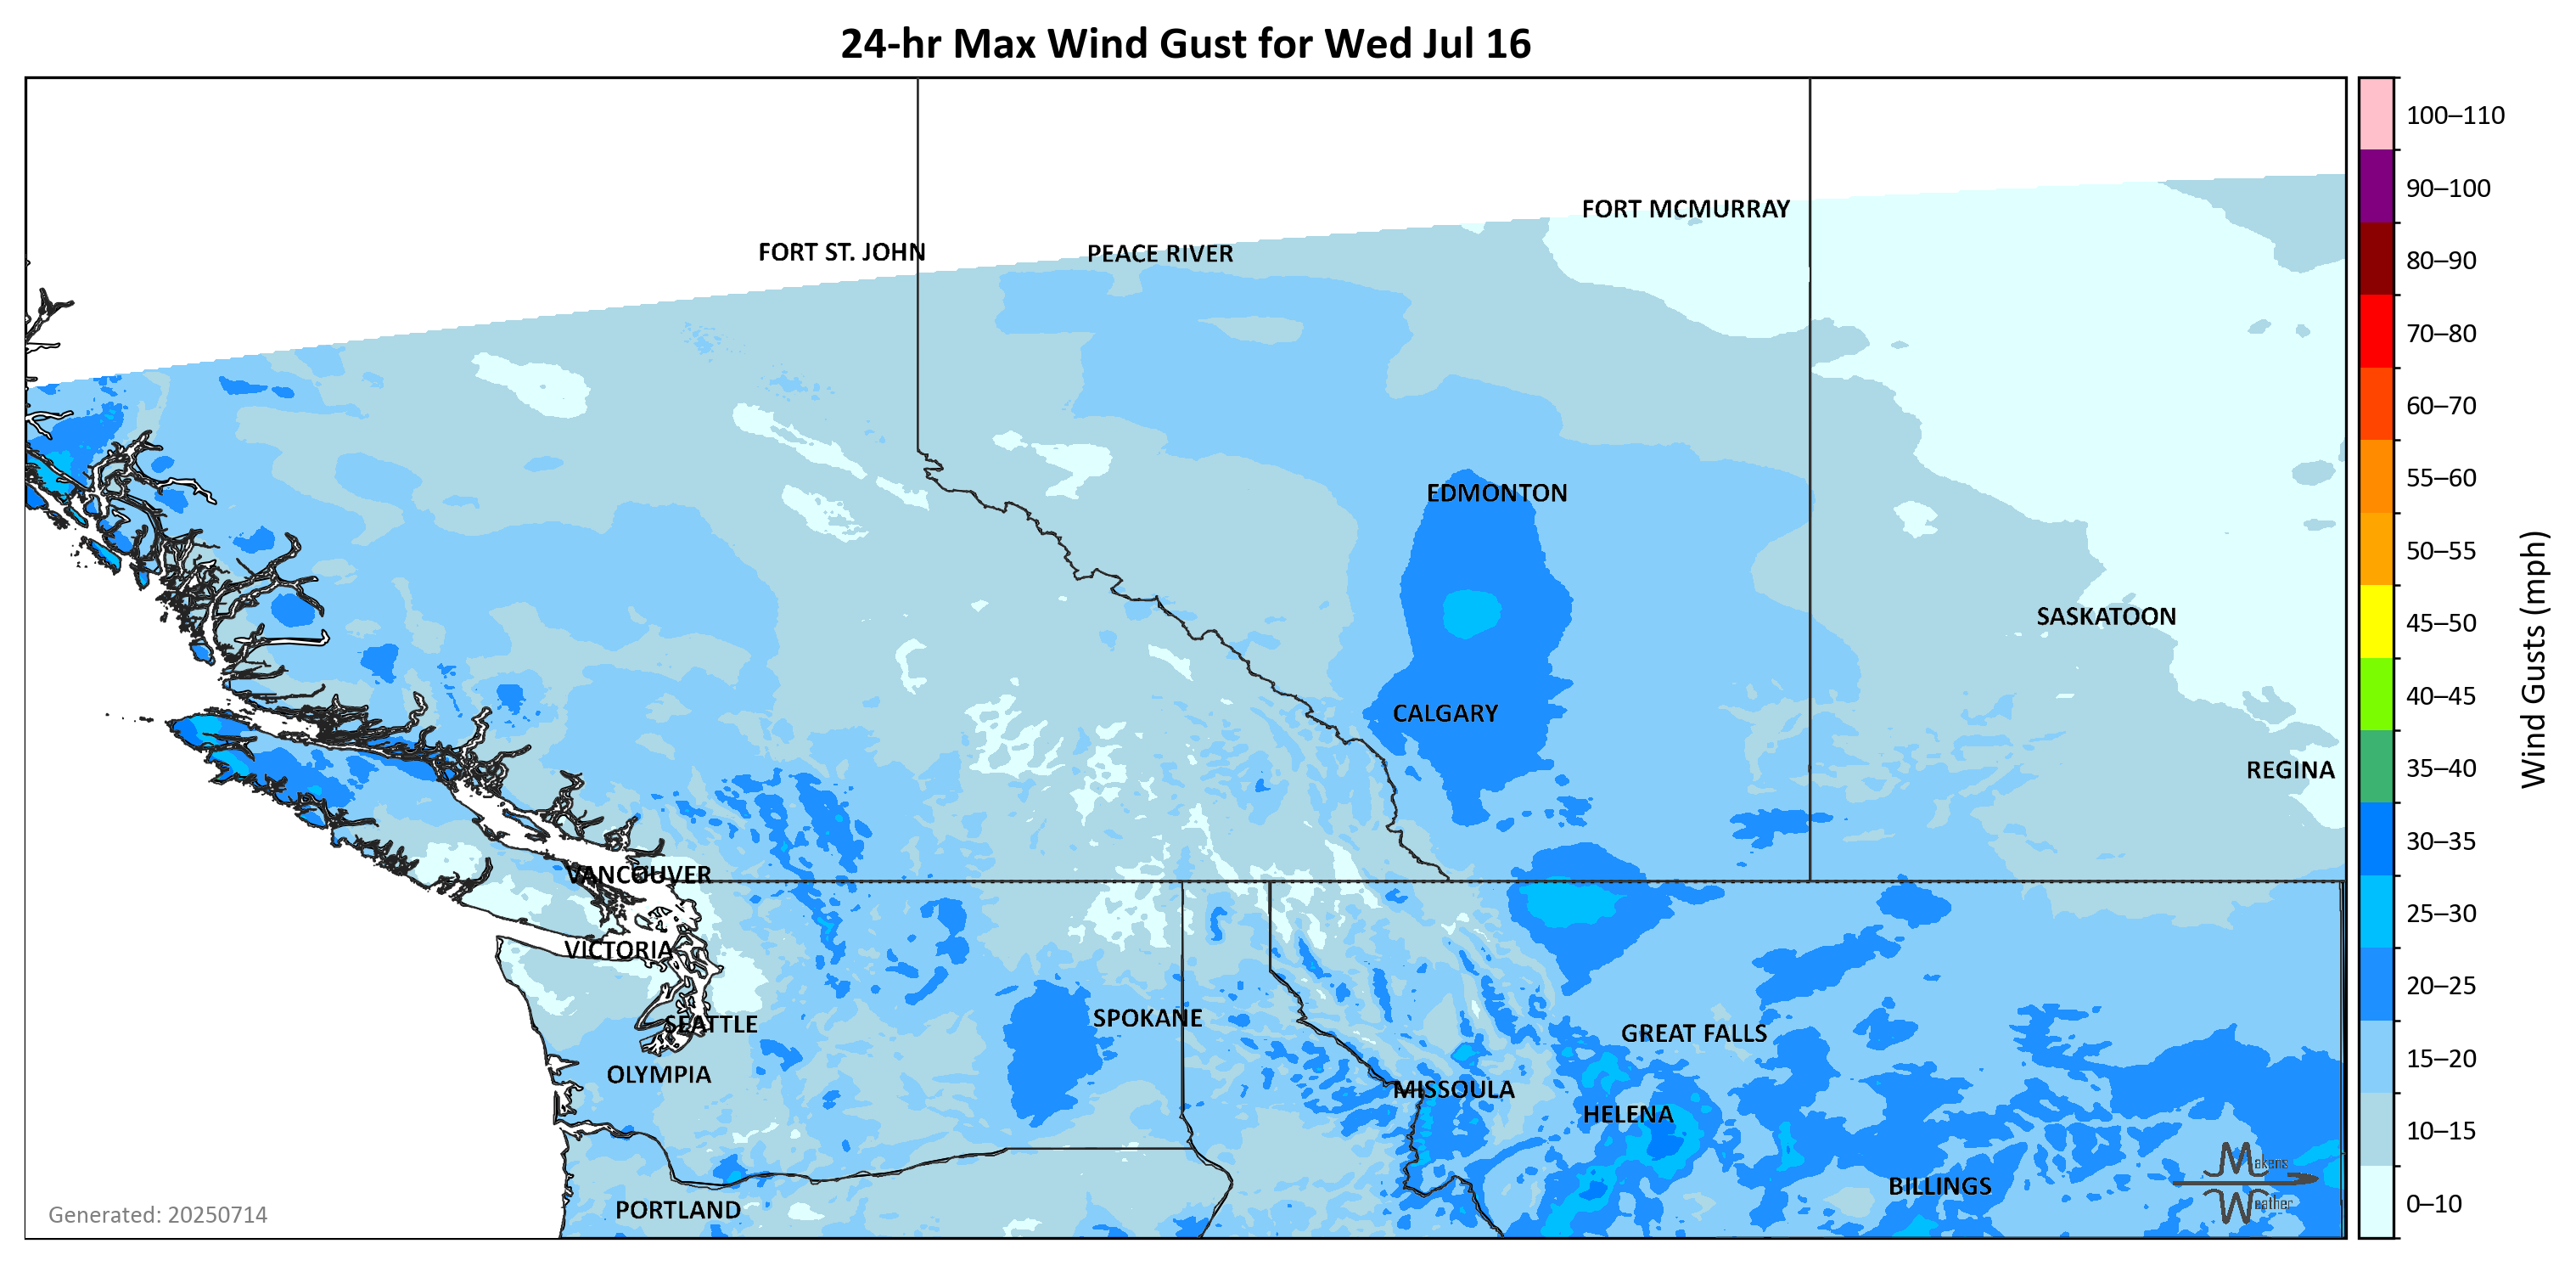 24-hr Max Wind Gust for Wed Jul 16
100–110
90–100
80–90
70–80
60–70
55–60
50–55
45–50
40–45
35–40
30–35
25–30
20–25
15–20
10–15
0–10
Wind Gusts (mph)
FORT MCMURRAY
FORT ST. JOHN
PEACE RIVER
EDMONTON
SASKATOON
CALGARY
REGINA
VANCOUVER
VICTORIA
SPOKANE
SEATTLE
GREAT FALLS
OLYMPIA
MISSOULA
HELENA
BILLINGS
PORTLAND
Makens
Weather
Generated: 20250714